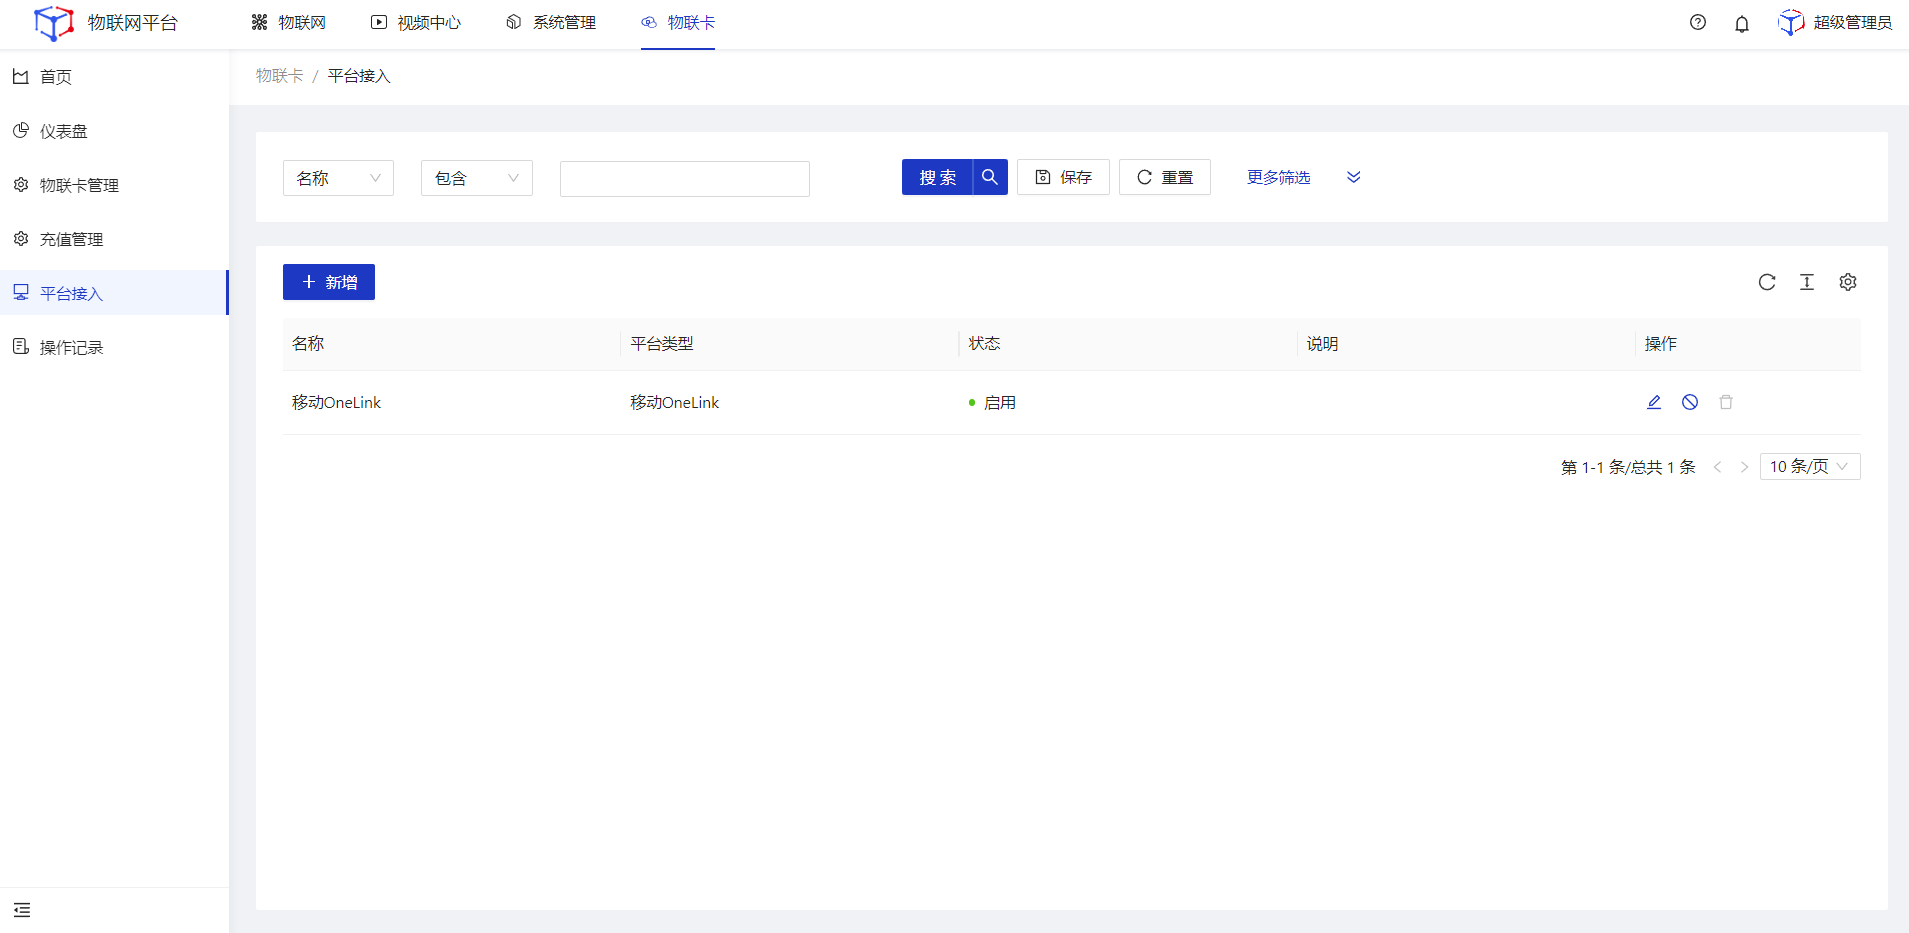 物联网平台
物联网 视频中心 系统管理 物联卡
超级管理员
首页
仪表盘
物联卡管理
充值管理
平台接入
操作记录
物联卡 / 平台接入
名称 包含 搜 索 保存 重置 更多筛选
新增
名称 平台类型 状态 说明 操作
移动OneLink 移动OneLink 启用
第 1-1 条/总共 1 条 10 条/页